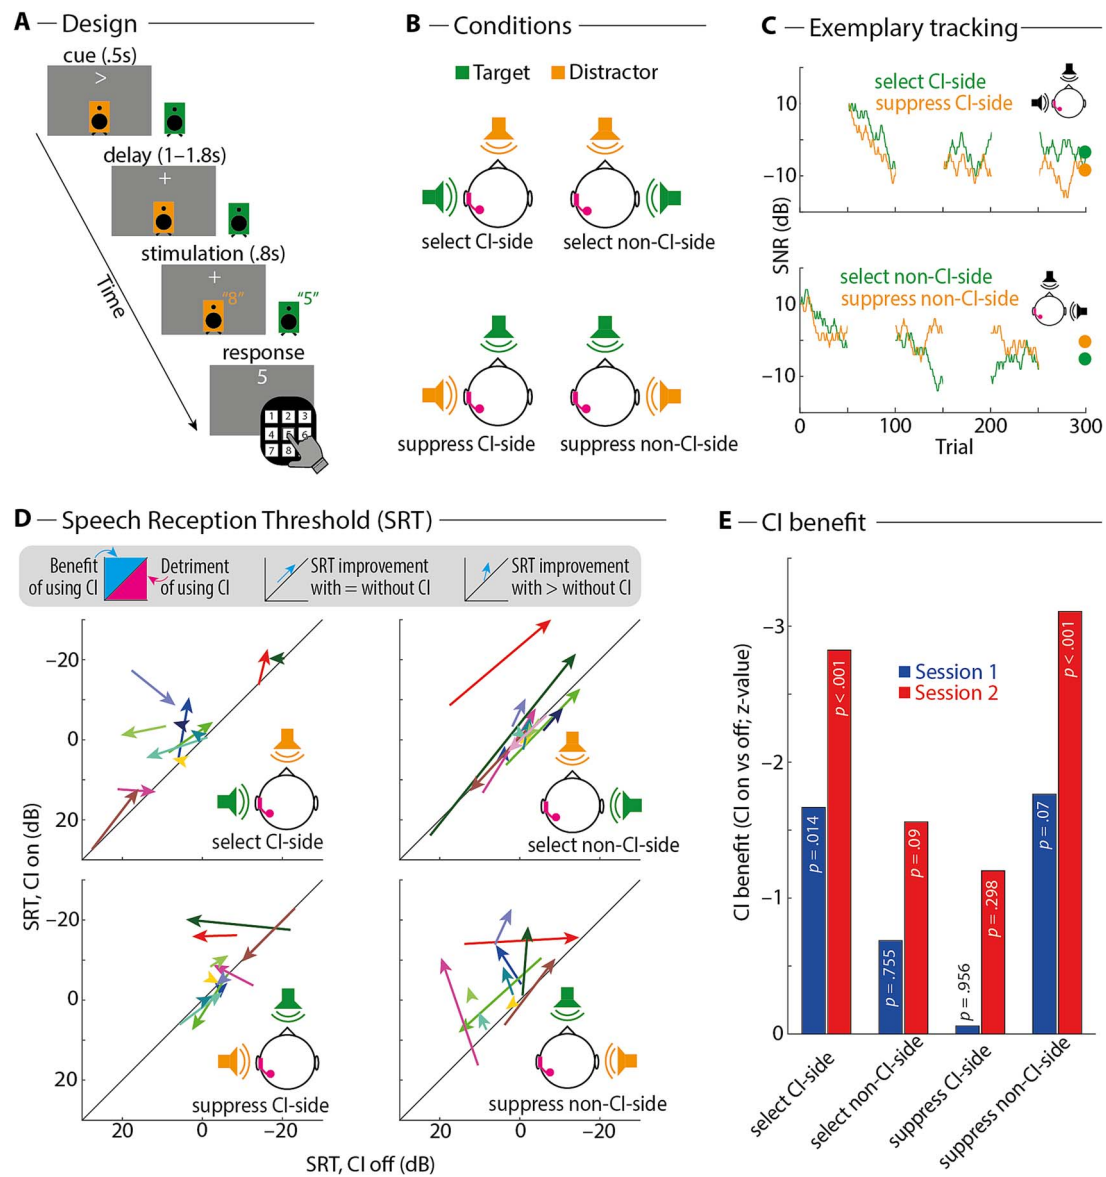 A Design
cue (.5s)
>
delay (1–1.8s)
+
stimulation (.8s)
+
"8"
"5"
Time
response
5
1 2 3
4 5 6
7 8
B Conditions
Target Distractor
select CI-side
select non-CI-side
suppress CI-side
suppress non-CI-side
C Exemplary tracking
select CI-side
suppress CI-side
10
−10
SNR (dB)
select non-CI-side
suppress non-CI-side
10
−10
0 100 200 300
Trial
D Speech Reception Threshold (SRT)
Benefit
of using CI
Detriment
of using CI
SRT improvement
with = without CI
SRT improvement
with > without CI
−20
0
20
select CI-side
select non-CI-side
SRT, CI on (dB)
−20
0
20
suppress CI-side
suppress non-CI-side
20 0 −20
20 0 −20
SRT, CI off (dB)
E CI benefit
CI benefit (CI on vs off; z-value)
−3
−2
−1
0
Session 1
Session 2
p = .014
p < .001
p = .755
p = .09
p = .956
p = .298
p = .07
p < .001
select CI-side
select non-CI-side
suppress CI-side
suppress non-CI-side